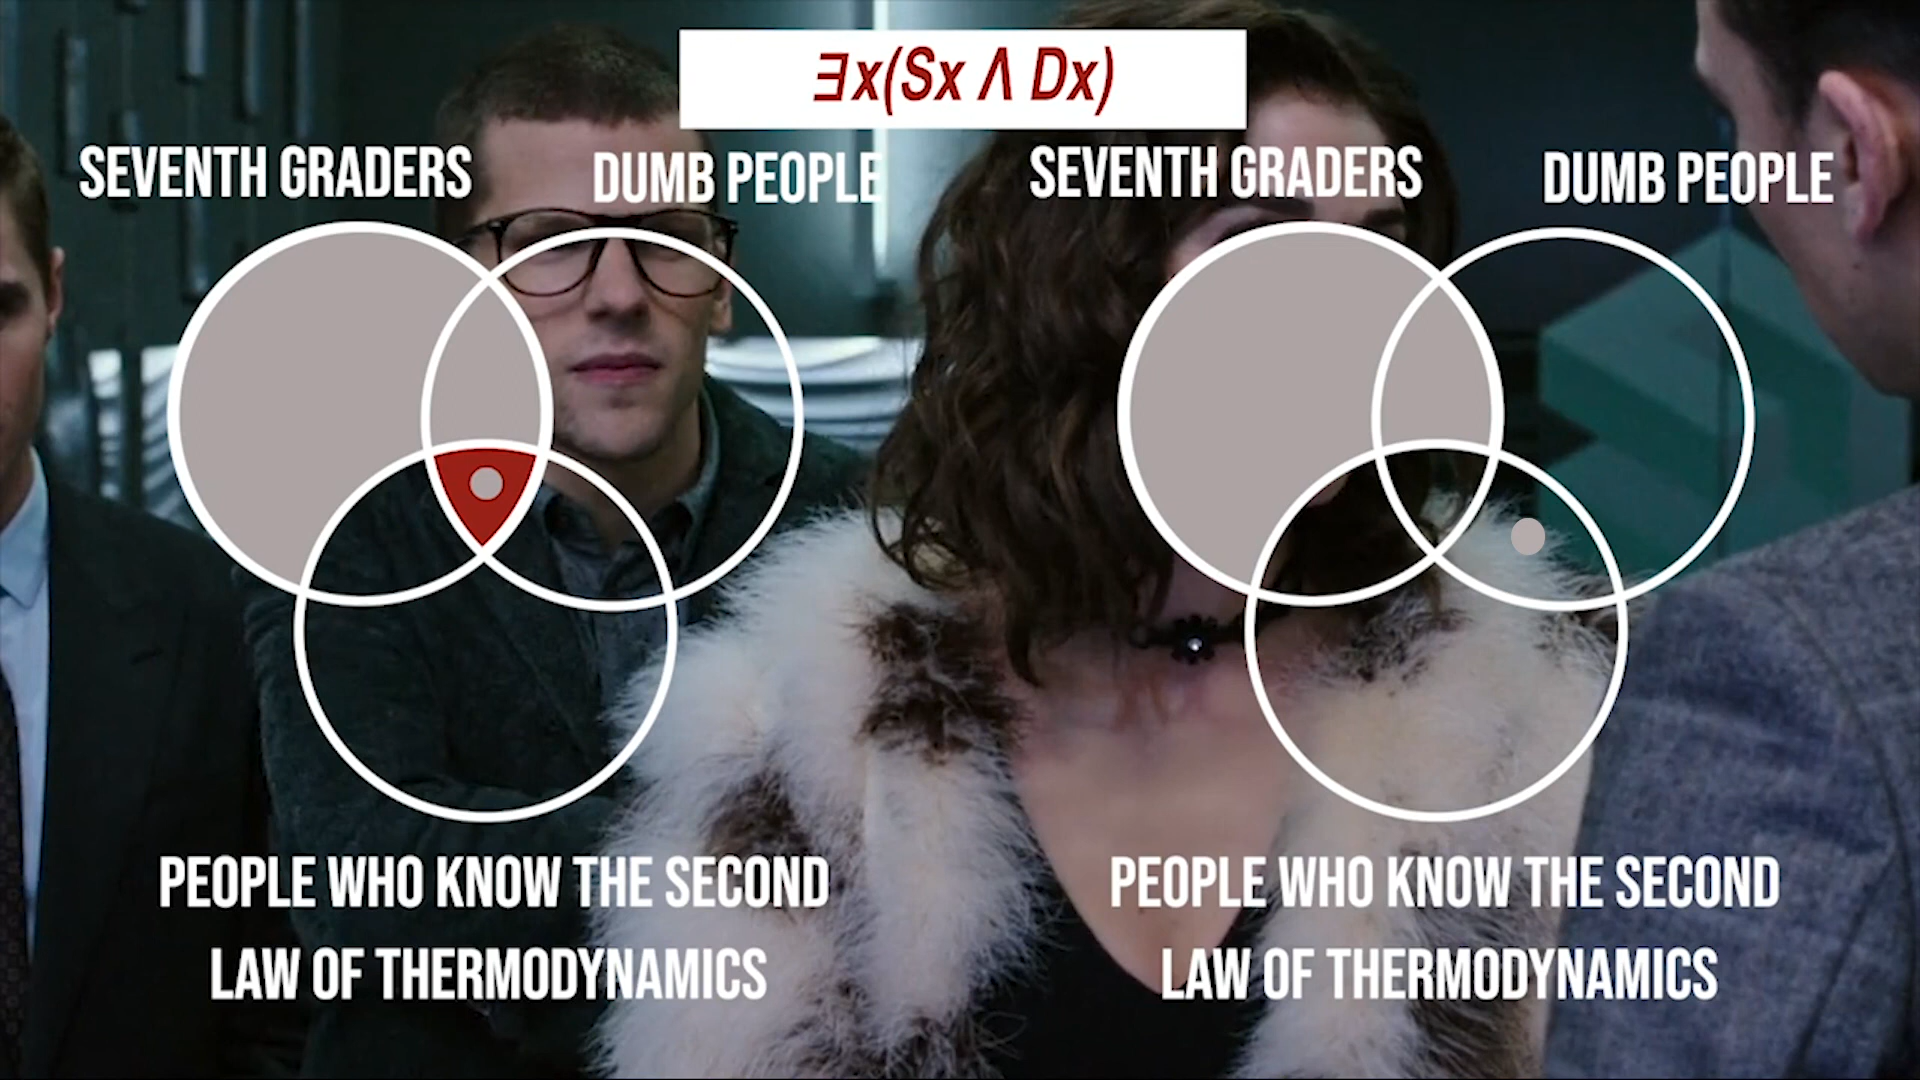 ∃x(Sx Λ Dx)
SEVENTH GRADERS
DUMB PEOPLE
SEVENTH GRADERS
DUMB PEOPLE
PEOPLE WHO KNOW THE SECOND
LAW OF THERMODYNAMICS
PEOPLE WHO KNOW THE SECOND
LAW OF THERMODYNAMICS